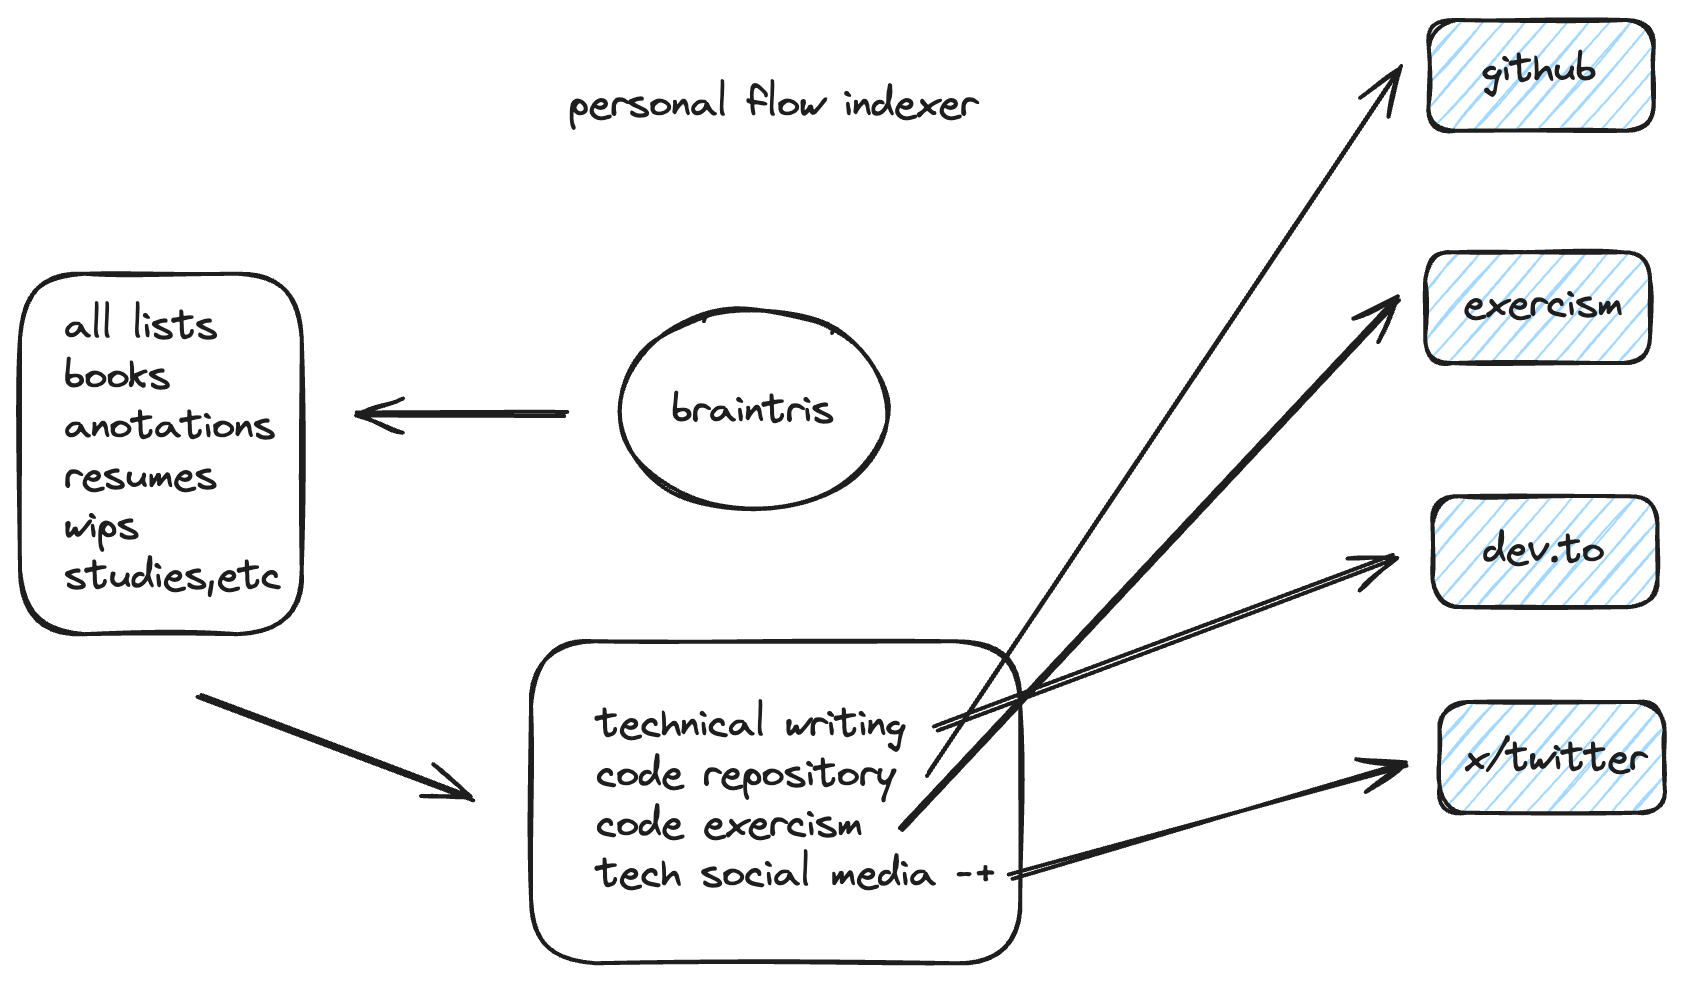 personal flow indexer
github
exercism
dev.to
x/twitter
braintris
all lists
books
anotations
resumes
wips
studies,etc
technical writing
code repository
code exercism
tech social media -+